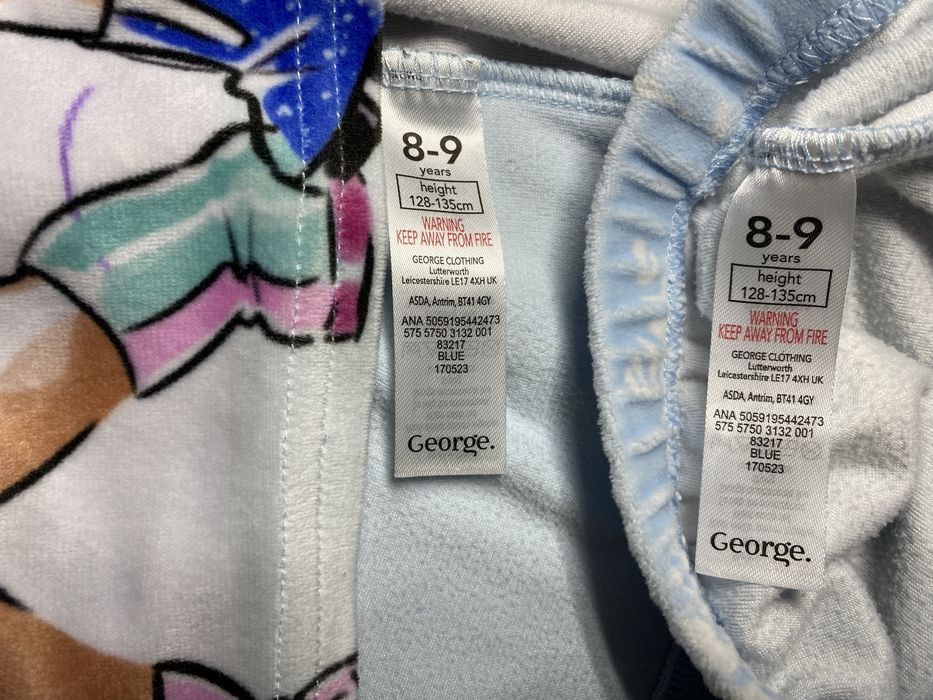 8-9
years
height
128-135cm
WARNING
KEEP AWAY FROM FIRE
GEORGE CLOTHING
Lutterworth
Leicestershire LE17 4XH UK
ASDA, Antrim, BT41 4GY
ANA 5059195442473
575 5750 3132 001
83217
BLUE
170523
George.
8-9
years
height
128-135cm
WARNING
KEEP AWAY FROM FIRE
GEORGE CLOTHING
Lutterworth
Leicestershire LE17 4XH UK
ASDA, Antrim, BT41 4GY
ANA 5059195442473
575 5750 3132 001
83217
BLUE
170523
George.